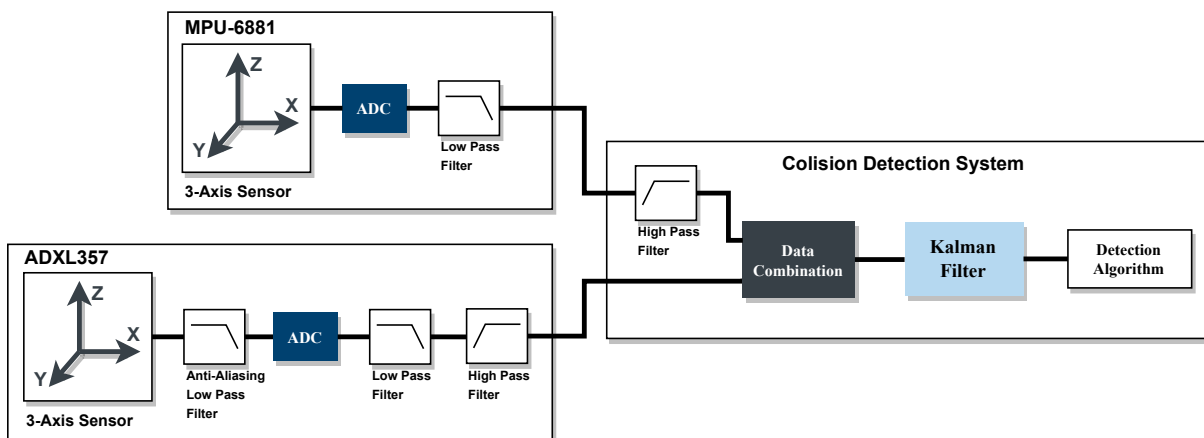 MPU-6881
Z
X
Y
3-Axis Sensor
ADC
Low Pass
Filter
Colision Detection System
High Pass
Filter
Data
Combination
Kalman
Filter
Detection
Algorithm
ADXL357
Z
X
Y
3-Axis Sensor
Anti-Aliasing
Low Pass
Filter
ADC
Low Pass
Filter
High Pass
Filter